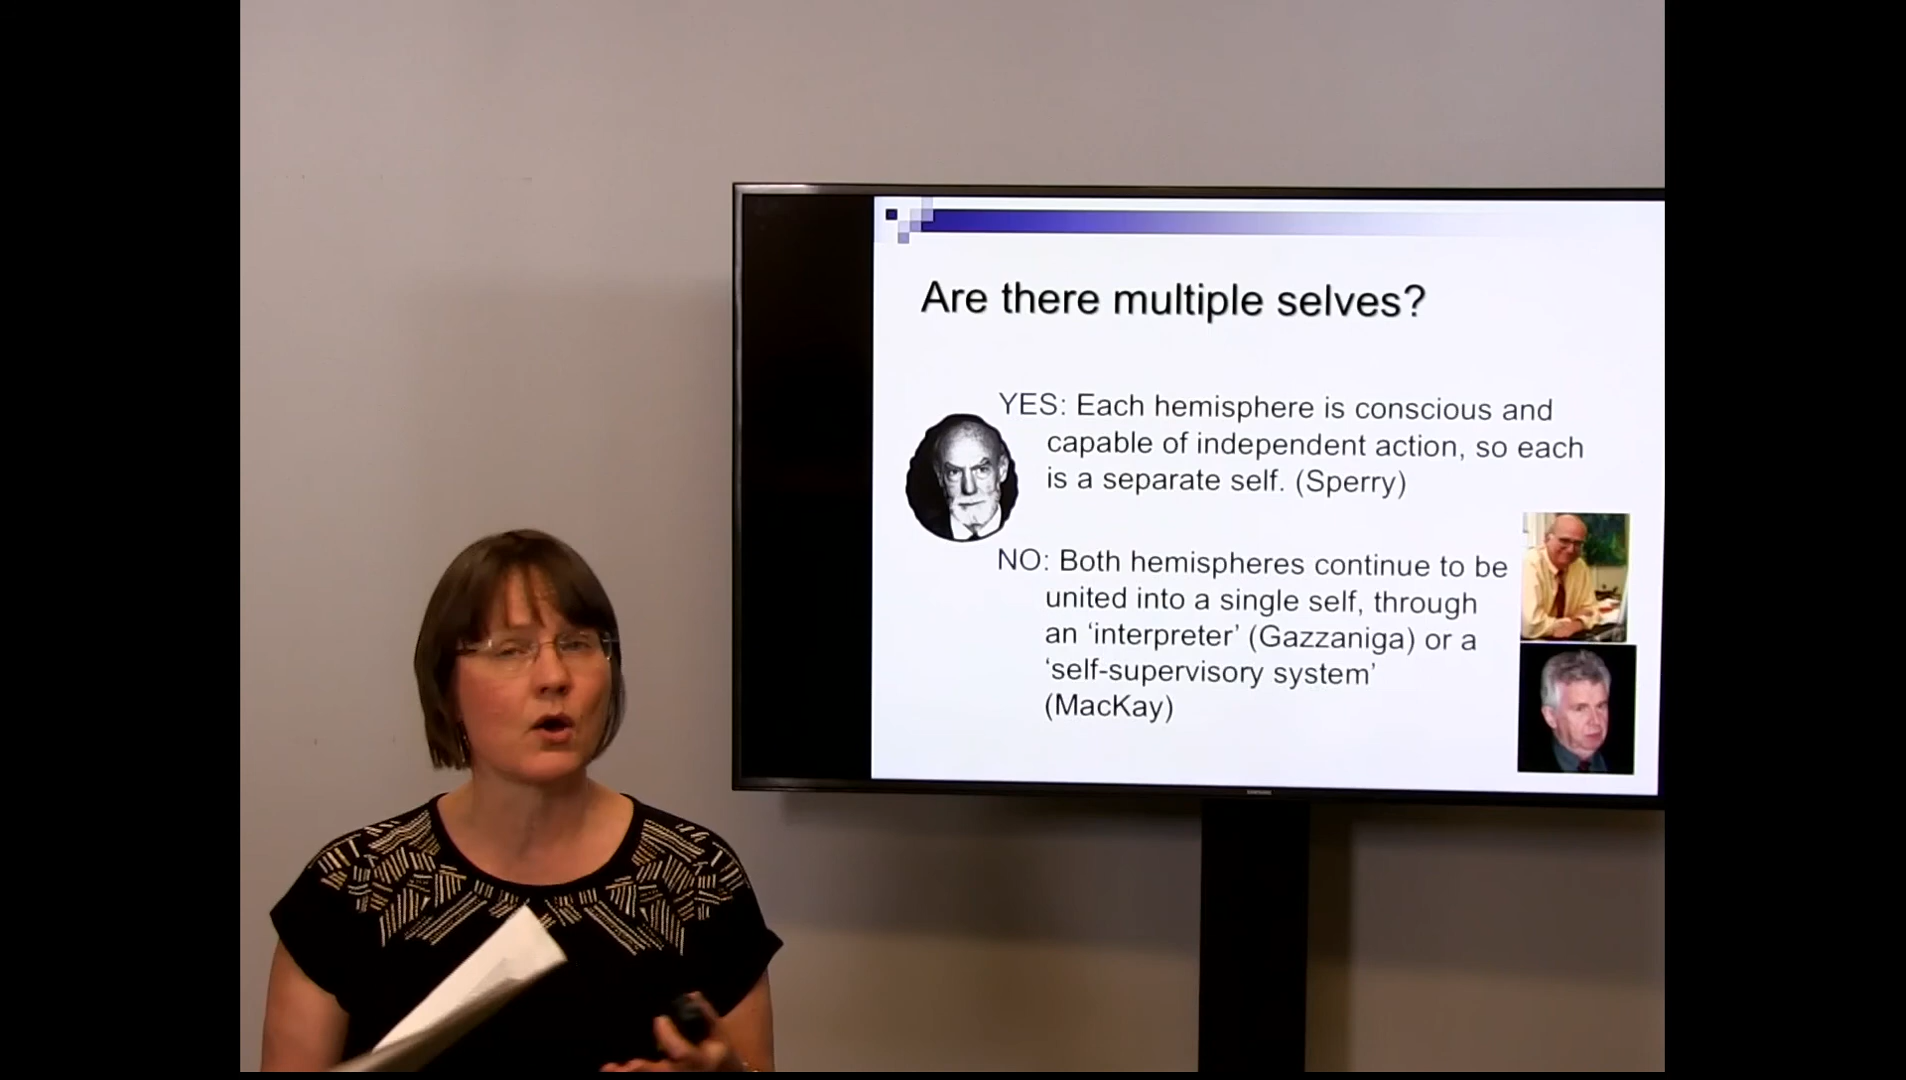 Are there multiple selves?
YES: Each hemisphere is conscious and
capable of independent action, so each
is a separate self. (Sperry)
NO: Both hemispheres continue to be
united into a single self, through
an ‘interpreter’ (Gazzaniga) or a
‘self-supervisory system’
(MacKay)